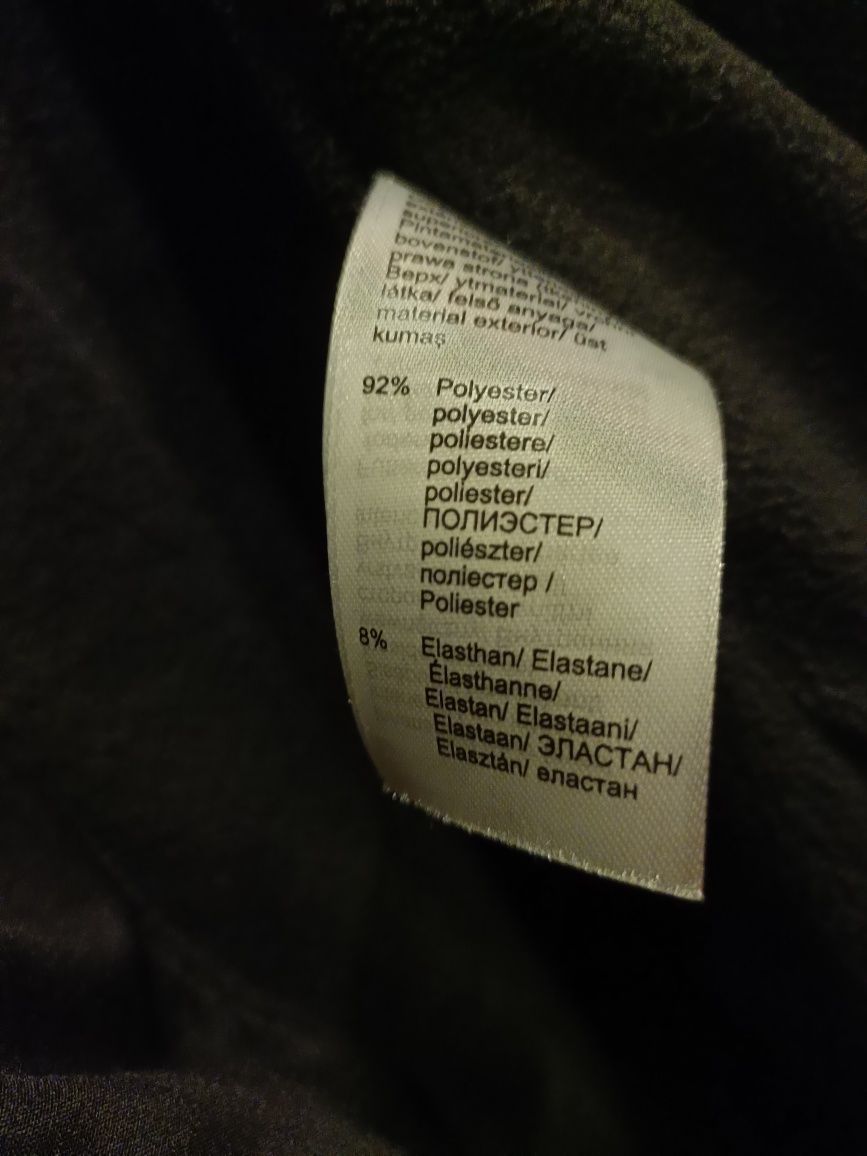 bovenstof/
prawa strona
Верх/ ytmaterial/
látka/ felső anyaga/
material exterior/ üst
kumaş
92% Polyester/
polyester/
poliestere/
polyesteri/
poliester/
ПОЛИЭСТЕР/
poliészter/
поліестер /
Poliester
8% Elasthan/ Elastane/
Élasthanne/
Elastan/ Elastaani/
Elastaan/ ЭЛАСТАН/
Elasztán/ еластан